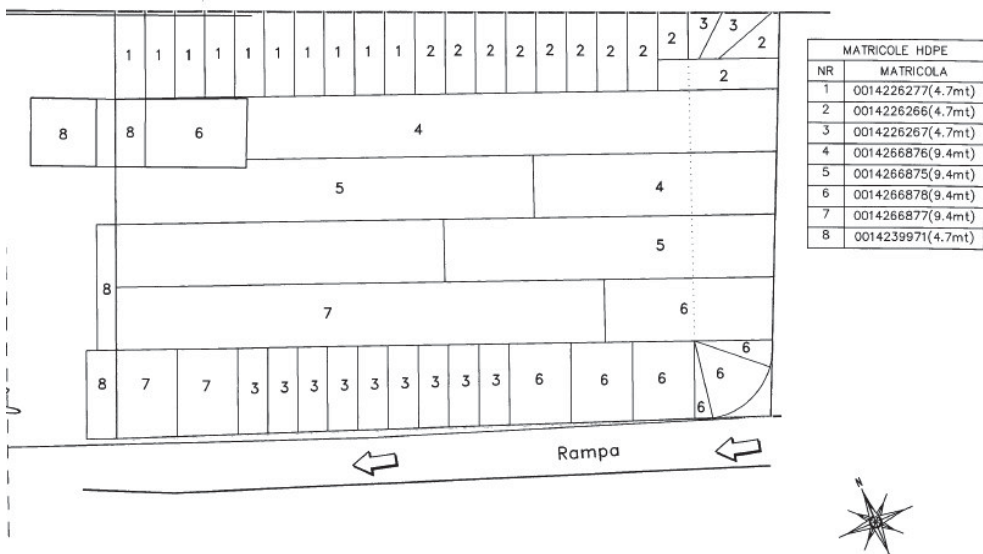 3 3
1 1 1 1 1 1 1 1 1 1 2 2 2 2 2 2 2 2 2 2
2
8 8 6 4
5 4
5
8
7 6
6
8 7 7 3 3 3 3 3 3 3 3 3 6 6 6 6
6
Rampa
MATRICOLE HDPE
NR MATRICOLA
1 0014226277(4.7mt)
2 0014226266(4.7mt)
3 0014226267(4.7mt)
4 0014266876(9.4mt)
5 0014266875(9.4mt)
6 0014266878(9.4mt)
7 0014266877(9.4mt)
8 0014239971(4.7mt)
N